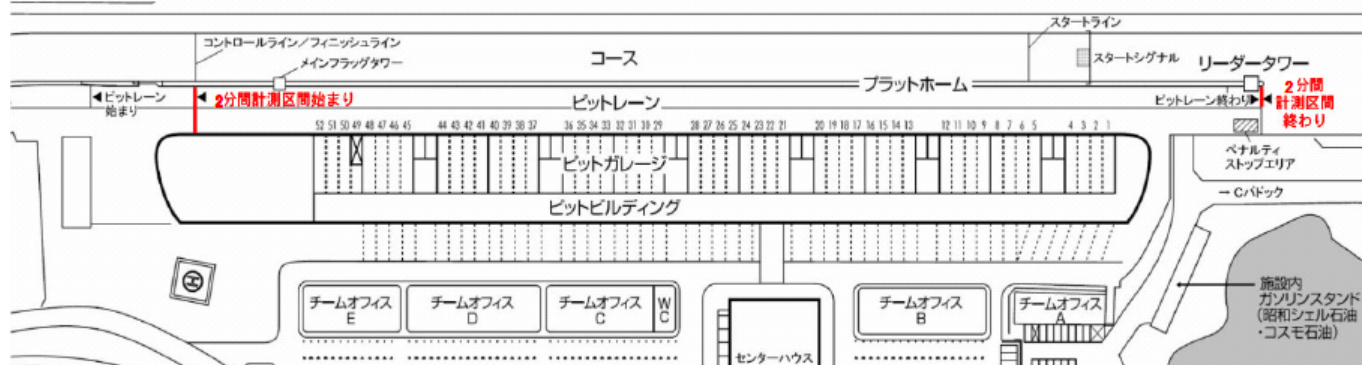 スタートライン
コントロールライン／フィニッシュライン
メインフラッグタワー
コース
スタートシグナル
リーダータワー
プラットホーム
◀ピットレーン
始まり
◀ 2分間計測区間始まり
ピットレーン
ピットレーン終わり▶
◀ 2分間
計測区間
終わり
52 51 50 49 48 47 46 45 44 43 42 41 40 39 38 37 36 35 34 33 32 31 30 29 28 27 26 25 24 23 22 21 20 19 18 17 16 15 14 13 12 11 10 9 8 7 6 5 4 3 2 1
ペナルティ
ストップエリア
ピットガレージ
→ Cパドック
ピットビルディング
H
施設内
ガソリンスタンド
(昭和シェル石油
・コスモ石油)
チームオフィス
E
チームオフィス
D
チームオフィス
C
W
C
チームオフィス
B
チームオフィス
A
センターハウス